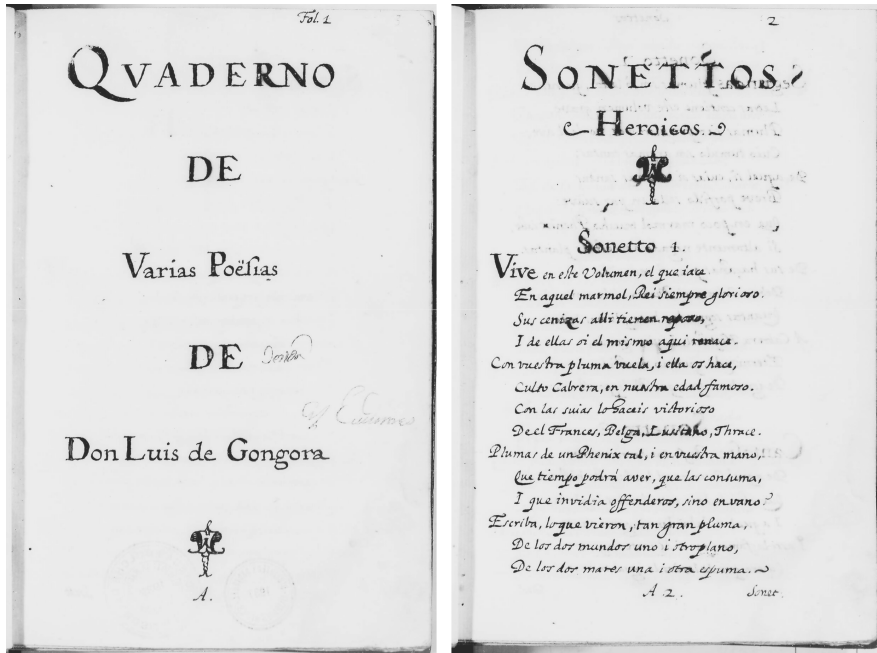 Fol. 1
QVADERNO
DE
Varias Poësias
DE
Don Luis de Gongora
A.
2
SONETTOS
Heroicos.
Sonetto 1.
Vive en este Volumen, el que iace
En aquel marmol, Rei siempre glorioso.
Sus cenizas alli tienen reposo,
I de ellas oi el mismo aqui renace.
Con vuestra pluma vuela, i ella os hace,
Culto Cabrera, en nuestra edad famoso.
Con las suias lo haceis victorioso
De el Frances, Belga, Lusitano, Thrace.
Plumas de un Phenix tal, i en vuestra mano,
Que tiempo podrá aver, que las consuma,
I que invidia offenderos, sino en vano?
Escriba, lo que vieron, tan gran pluma,
De los dos mundos uno i otro plano,
De los dos mares una i otra espuma.
A 2.
Sonet.